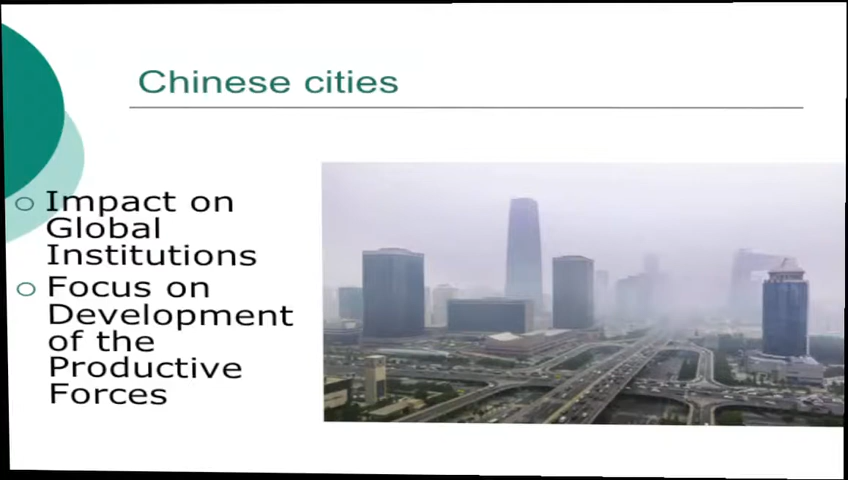 Chinese cities
Impact on
Global
Institutions
Focus on
Development
of the
Productive
Forces